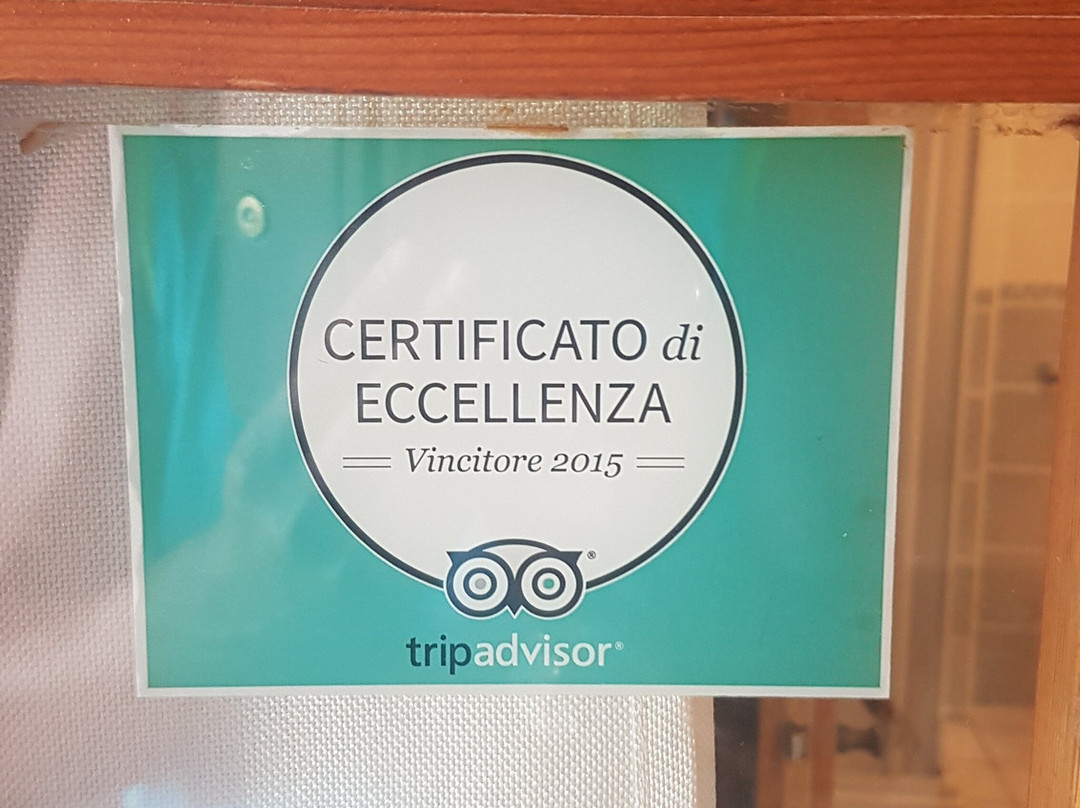 CERTIFICATO di
ECCELLENZA
Vincitore 2015
®
tripadvisor®